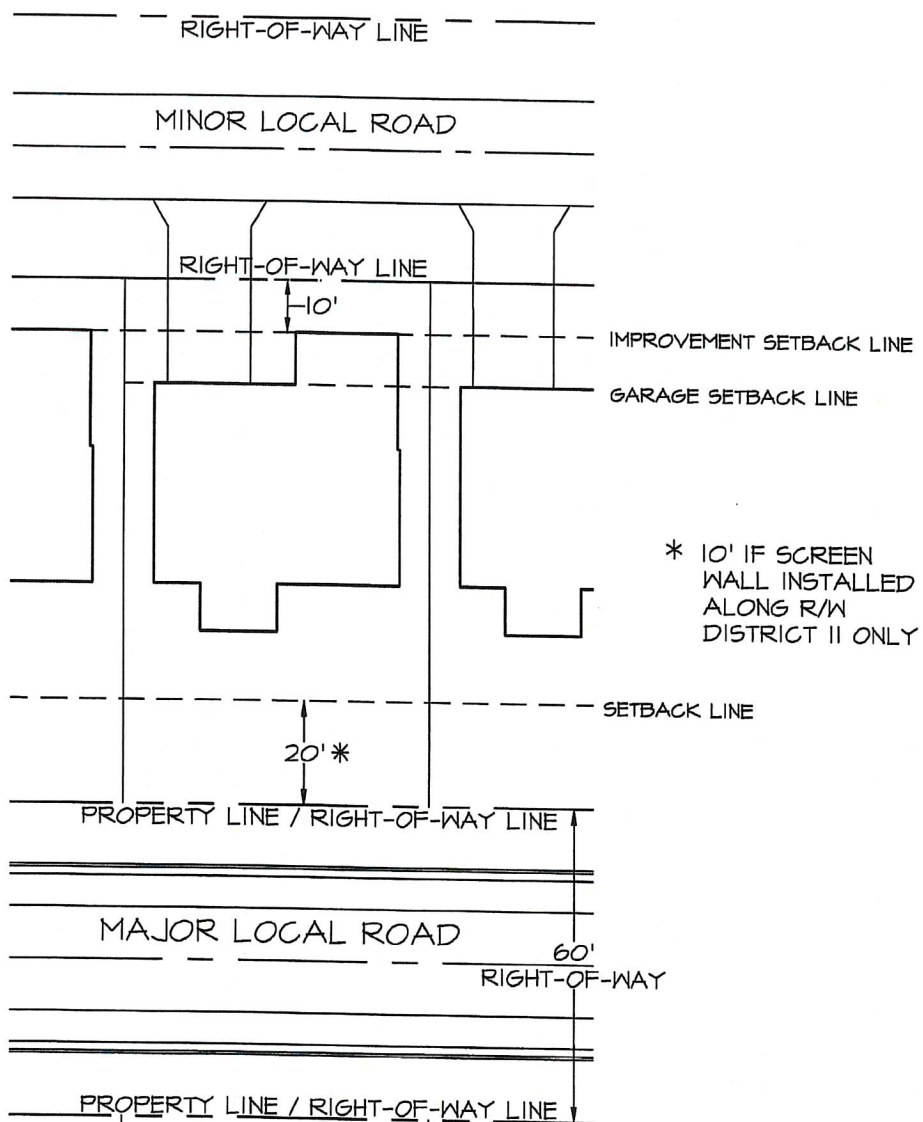 RIGHT-OF-WAY LINE
MINOR LOCAL ROAD
RIGHT-OF-WAY LINE
10'
IMPROVEMENT SETBACK LINE
GARAGE SETBACK LINE
* 10' IF SCREEN
WALL INSTALLED
ALONG R/W
DISTRICT II ONLY
SETBACK LINE
20'*
PROPERTY LINE / RIGHT-OF-WAY LINE
MAJOR LOCAL ROAD
60'
RIGHT-OF-WAY
PROPERTY LINE / RIGHT-OF-WAY LINE